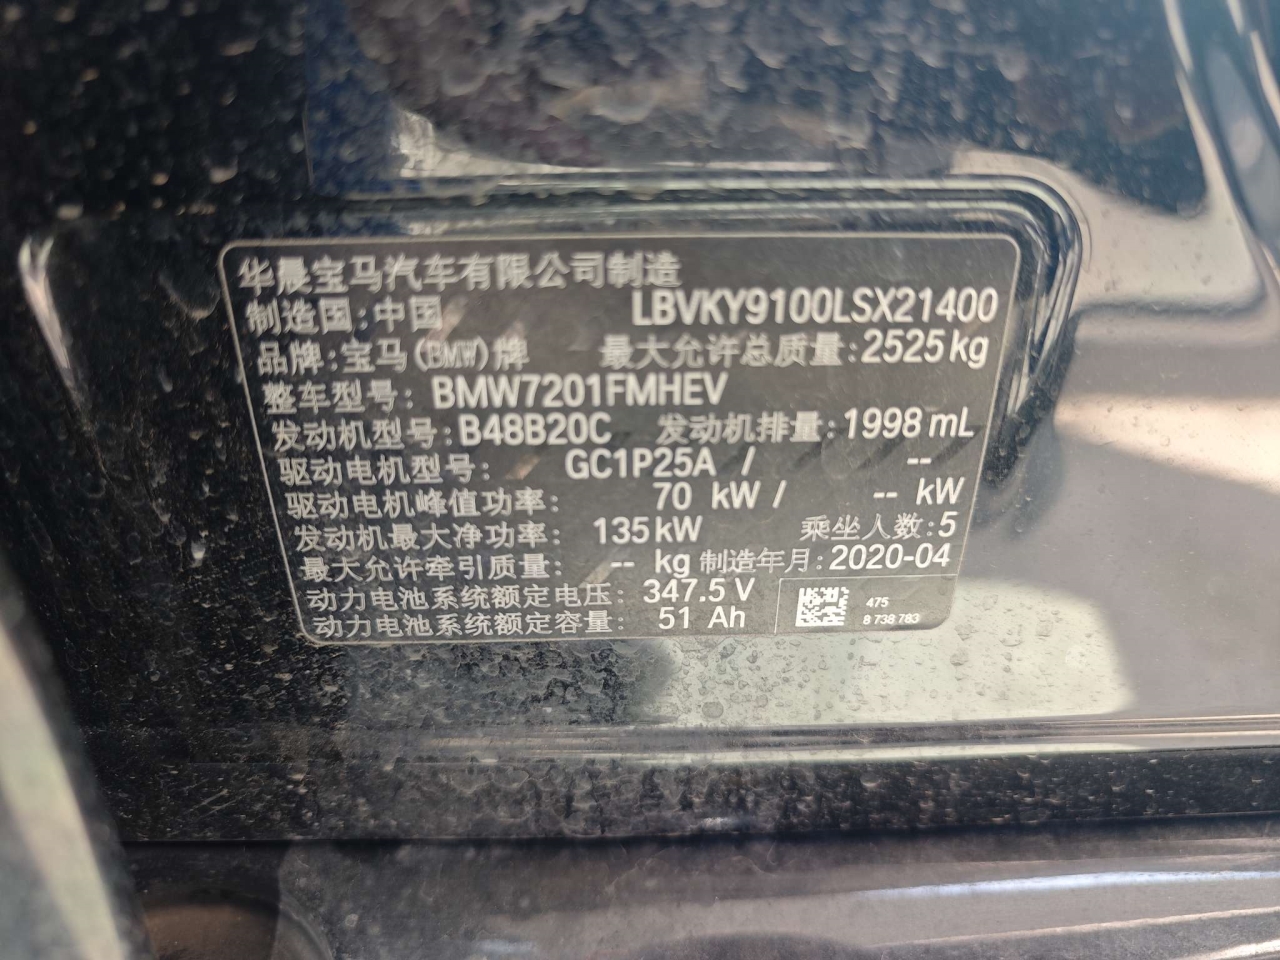 华晨宝马汽车有限公司制造
制造国:中国 LBVKY9100LSX21400
品牌:宝马(BMW)牌 最大允许总质量:2525kg
整车型号:BMW7201FMHEV
发动机型号:B48B20C 发动机排量:1998 mL
驱动电机型号: GC1P25A / --
驱动电机峰值功率: 70 kW / -- kW
发动机最大净功率: 135kW 乘坐人数:5
最大允许牵引质量: -- kg 制造年月:2020-04
动力电池系统额定电压: 347.5 V
动力电池系统额定容量: 51 Ah
475
8 738 783